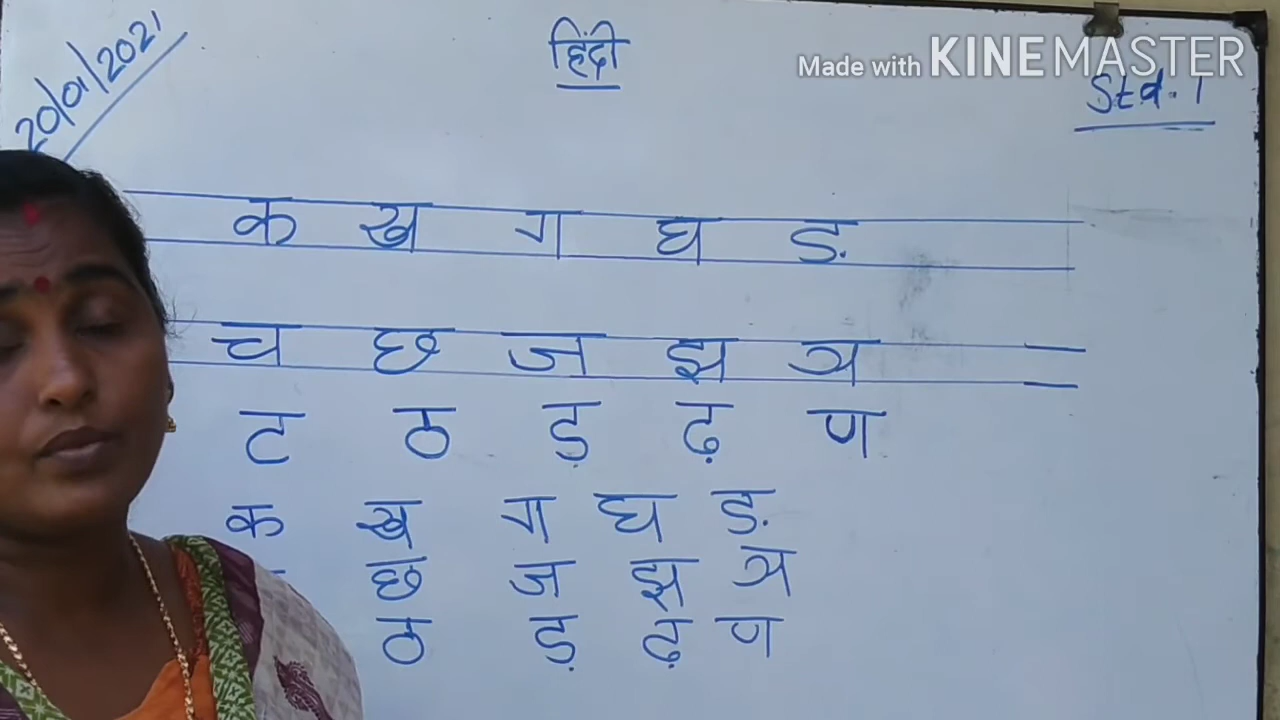 20/01/2021
हिंदी
Made with KINEMASTER
Std. 1
क ख ग घ ङ
च छ ज झ ञ
ट ठ ड़ ढ़ ण
क ख ग घ ङ
छ ज झ ञ
ठ ड़ ढ़ ण